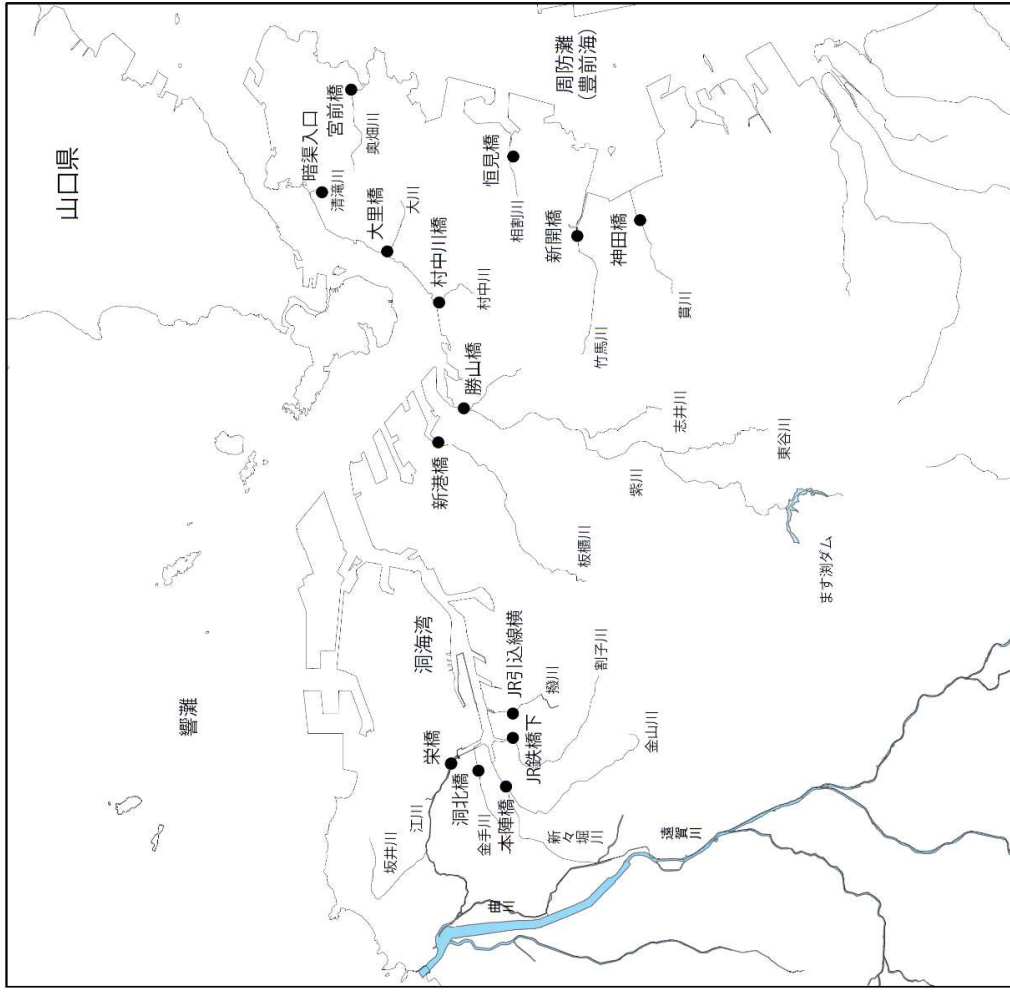 山口県
響灘
周防灘
(豊前海)
洞海湾
暗渠入口
宮前橋
清滝川
奥畑川
大里橋
大川
村中川橋
村中川
恒見橋
相割川
新開橋
竹馬川
神田橋
貫川
勝山橋
新港橋
板櫃川
紫川
志井川
東谷川
ます渕ダム
JR引込線横
撥川
JR鉄橋下
割子川
金山川
栄橋
洞北橋
本陣橋
江川
坂井川
金手川
新々堀川
曲川
遠賀川